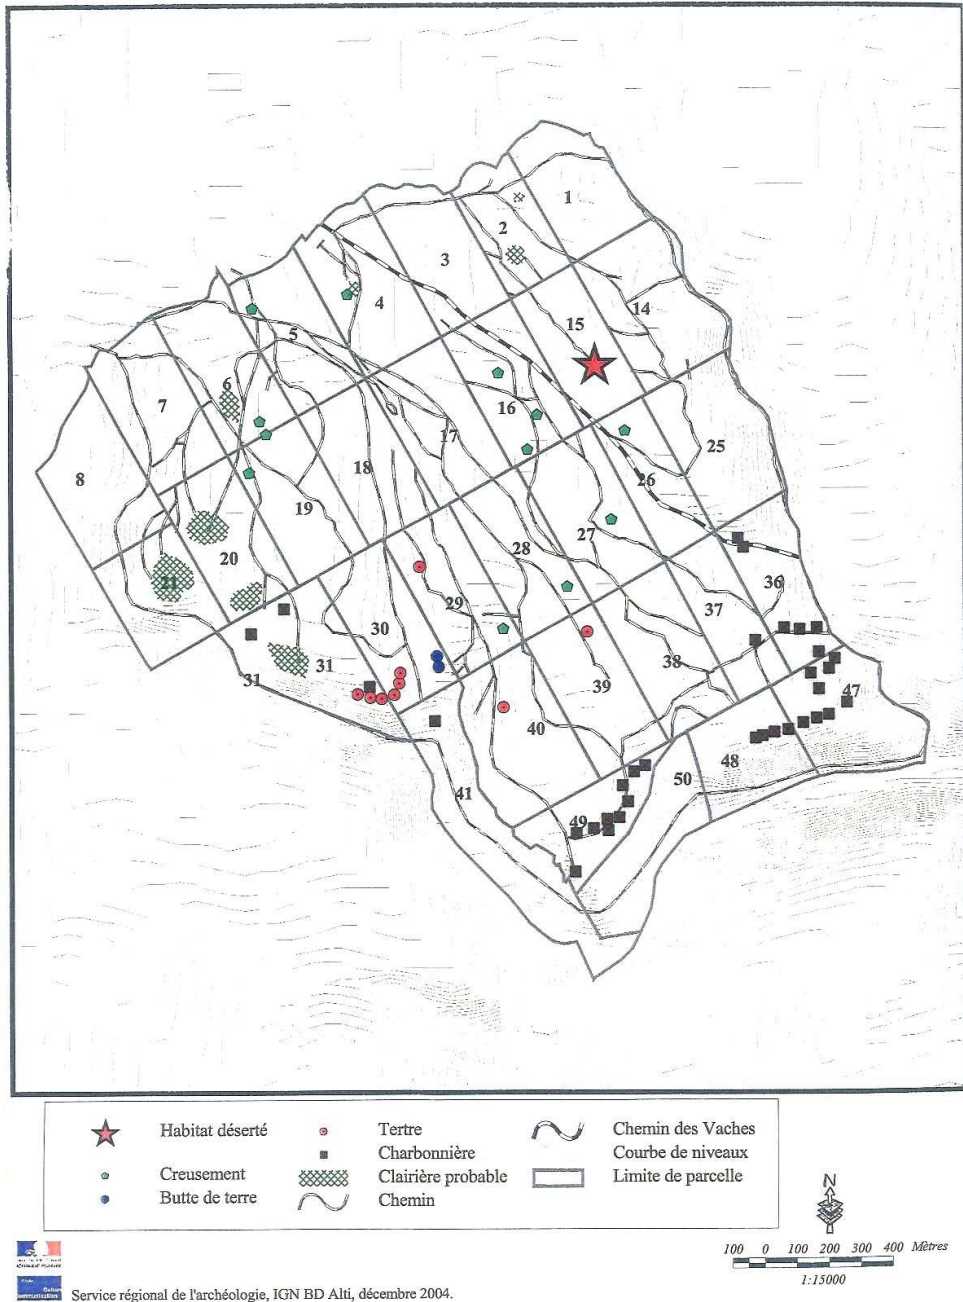 1
2
3
4
14
15
5
6
16
7
17
25
8
18
26
19
27
28
20
21
36
29
37
30
38
31
31
39
47
40
48
50
41
49
Habitat déserté
Tertre
Chemin des Vaches
Charbonnière
Courbe de niveaux
Creusement
Clairière probable
Limite de parcelle
Butte de terre
Chemin
N
100 0 100 200 300 400 Mètres
1:15000
Service régional de l'archéologie, IGN BD Alti, décembre 2004.